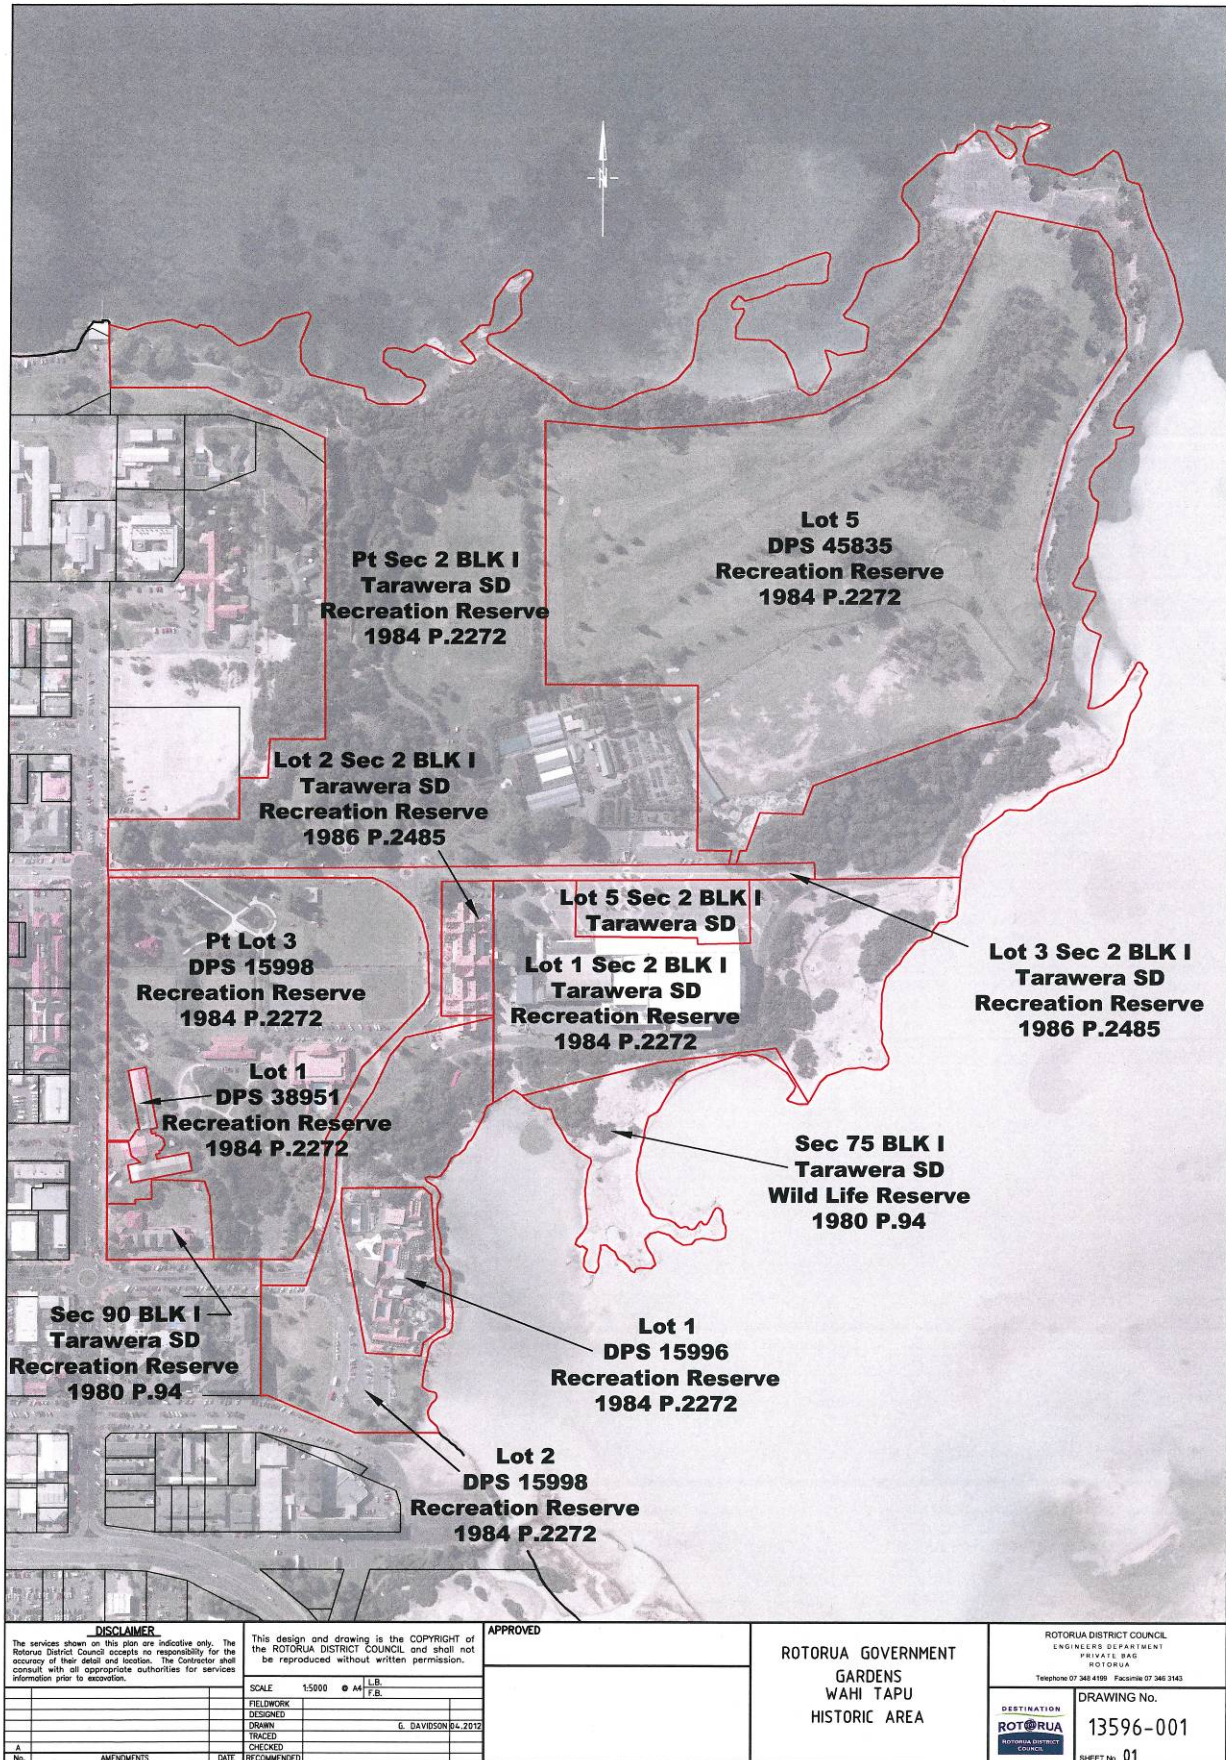 N
Lot 5
DPS 45835
Recreation Reserve
1984 P.2272
Pt Sec 2 BLK I
Tarawera SD
Recreation Reserve
1984 P.2272
Lot 2 Sec 2 BLK I
Tarawera SD
Recreation Reserve
1986 P.2485
Lot 5 Sec 2 BLK I
Tarawera SD
Pt Lot 3
DPS 15998
Recreation Reserve
1984 P.2272
Lot 1 Sec 2 BLK I
Tarawera SD
Recreation Reserve
1984 P.2272
Lot 3 Sec 2 BLK I
Tarawera SD
Recreation Reserve
1986 P.2485
Lot 1
DPS 38951
Recreation Reserve
1984 P.2272
Sec 75 BLK I
Tarawera SD
Wild Life Reserve
1980 P.94
Sec 90 BLK I
Tarawera SD
Recreation Reserve
1980 P.94
Lot 1
DPS 15996
Recreation Reserve
1984 P.2272
Lot 2
DPS 15998
Recreation Reserve
1984 P.2272
DISCLAIMER
The services shown on this plan are indicative only. The
Rotorua District Council accepts no responsibility for the
accuracy of their detail and location. The Contractor shall
consult with all appropriate authorities for services
information prior to excavation.
A
No. AMENDMENTS DATE
This design and drawing is the COPYRIGHT of
the ROTORUA DISTRICT COUNCIL and shall not
be reproduced without written permission.
SCALE 1:5000 @ A4 L.B.
F.B.
FIELDWORK
DESIGNED
DRAWN G. DAVIDSON 04.2012
TRACED
CHECKED
RECOMMENDED
APPROVED
ROTORUA GOVERNMENT
GARDENS
WAHI TAPU
HISTORIC AREA
ROTORUA DISTRICT COUNCIL
ENGINEERS DEPARTMENT
PRIVATE BAG
ROTORUA
Telephone 07 348 4199 Facsimile 07 346 3143
DESTINATION
ROTORUA
ROTORUA DISTRICT
COUNCIL
DRAWING No.
13596-001
SHEET No. 01